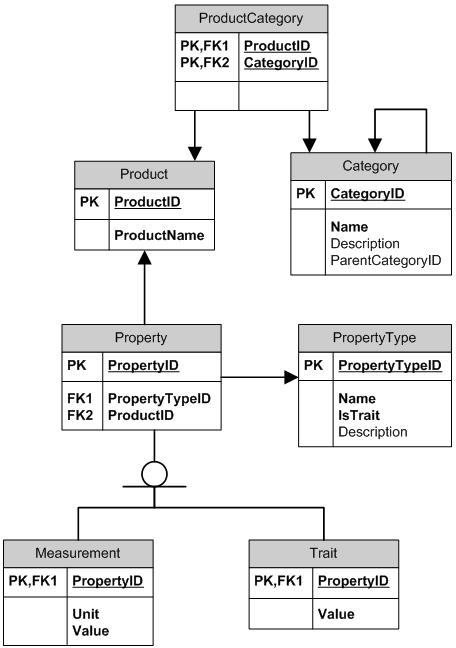 ProductCategory
PK,FK1 ProductID
PK,FK2 CategoryID
Product
PK ProductID
ProductName
Category
PK CategoryID
Name
Description
ParentCategoryID
Property
PK PropertyID
FK1 PropertyTypeID
FK2 ProductID
PropertyType
PK PropertyTypeID
Name
IsTrait
Description
Measurement
PK,FK1 PropertyID
Unit
Value
Trait
PK,FK1 PropertyID
Value